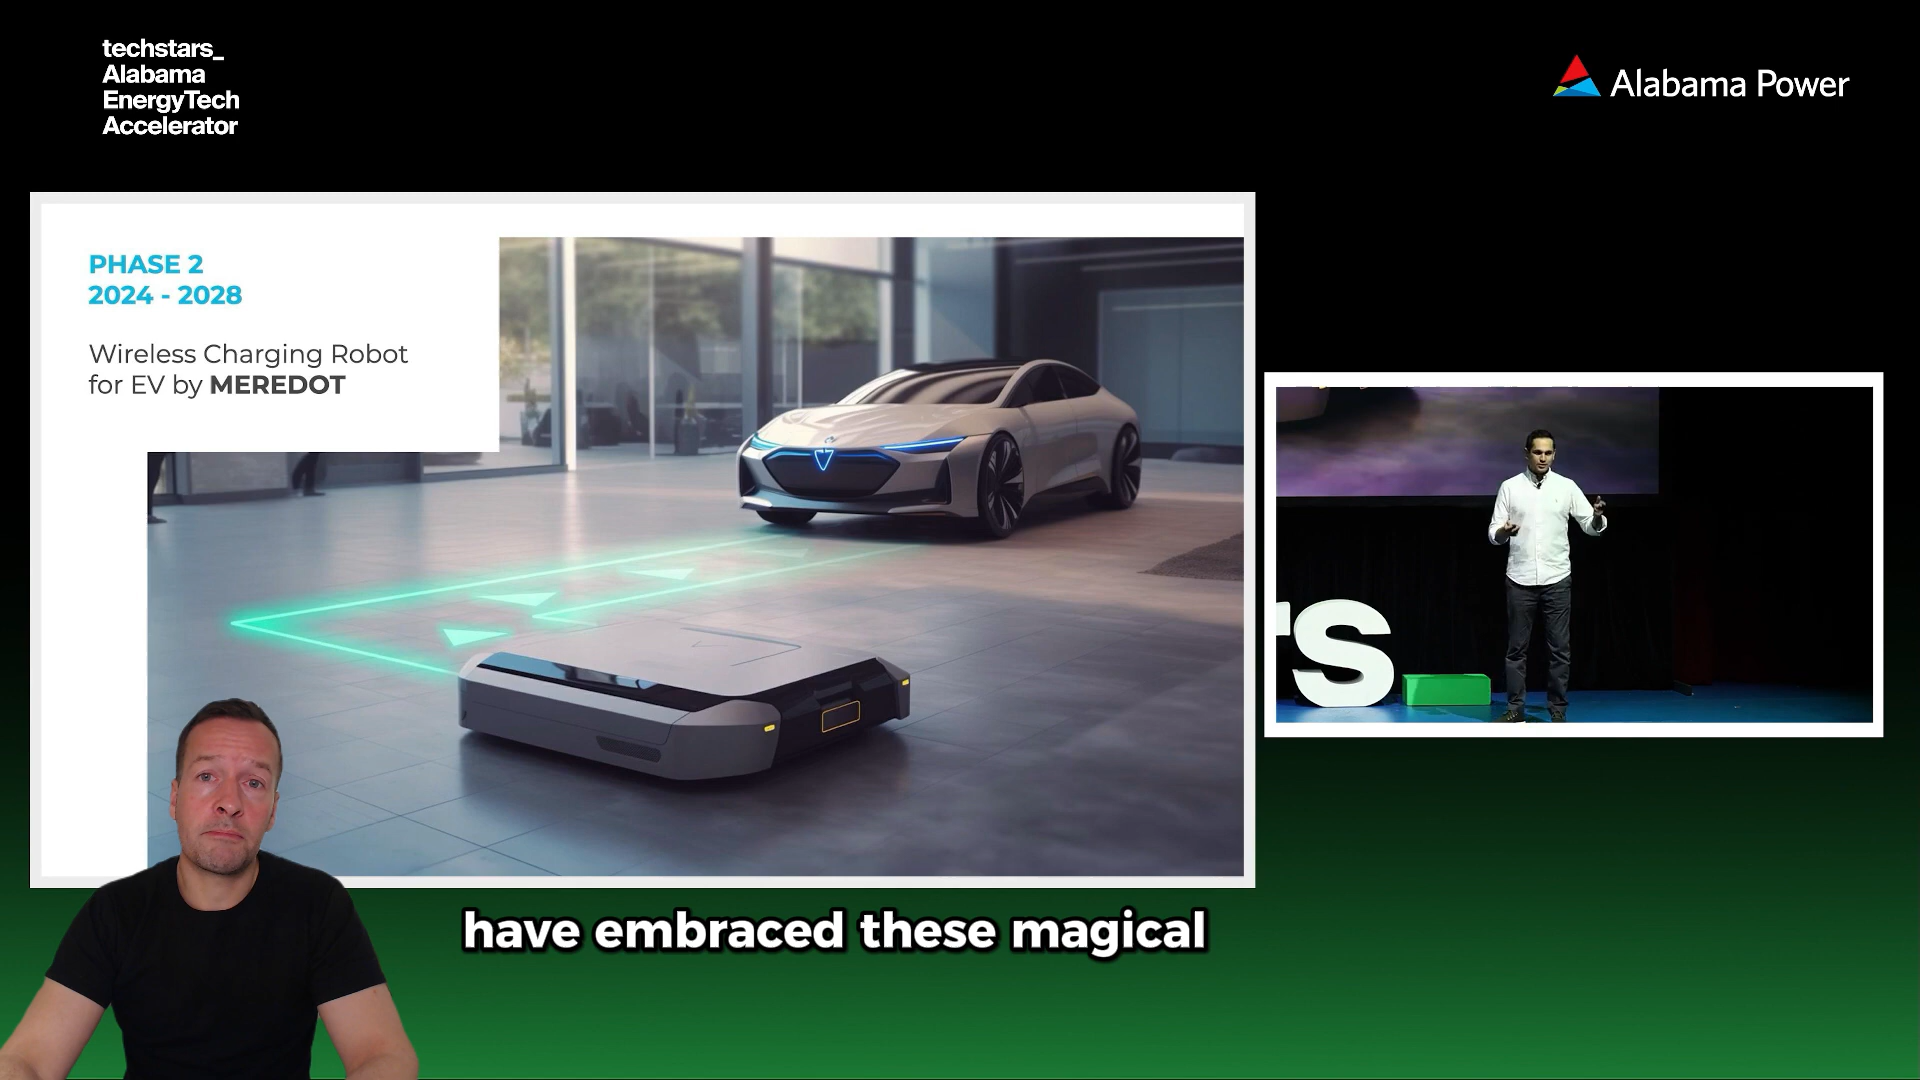 techstars_
Alabama
EnergyTech
Accelerator
Alabama Power
PHASE 2
2024 - 2028
Wireless Charging Robot
for EV by MEREDOT
s_
have embraced these magical